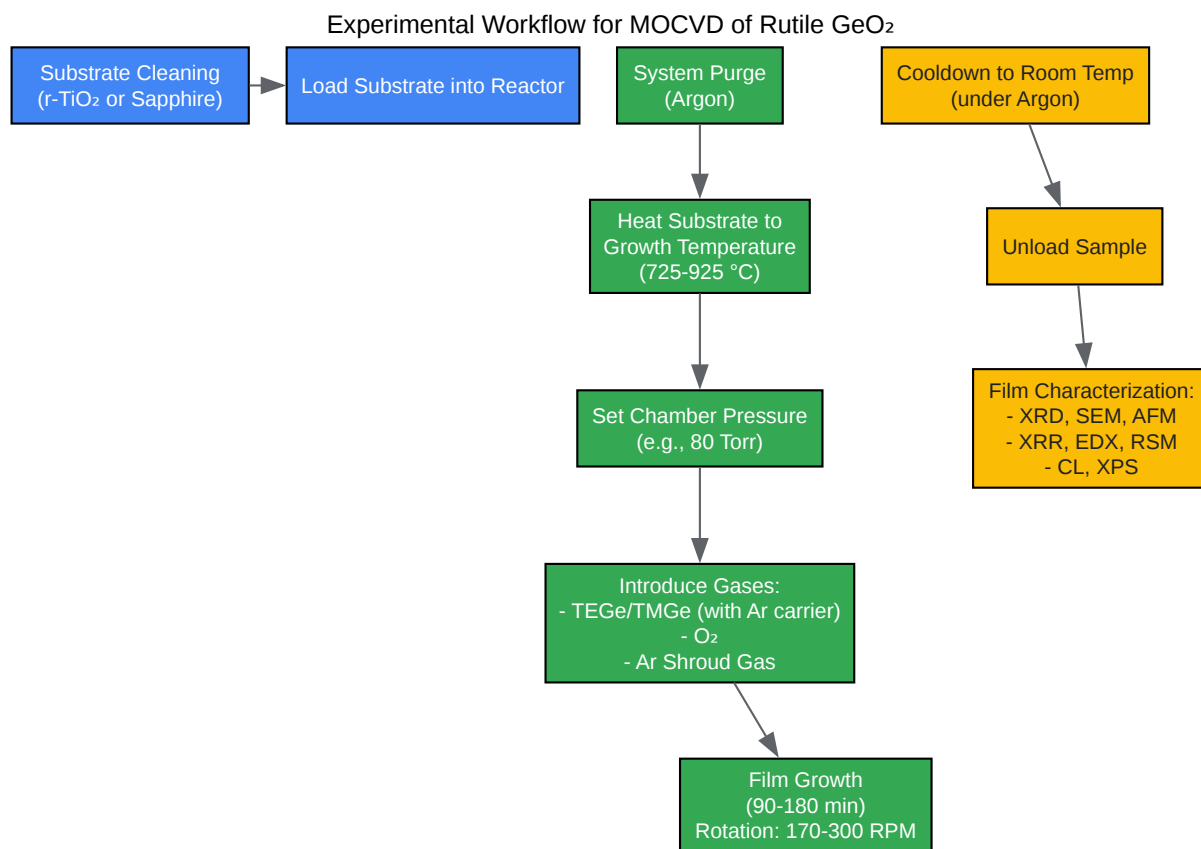 Experimental Workflow for MOCVD of Rutile GeO₂
Substrate Cleaning
(r-TiO₂ or Sapphire)
Load Substrate into Reactor
System Purge
(Argon)
Heat Substrate to
Growth Temperature
(725-925 °C)
Set Chamber Pressure
(e.g., 80 Torr)
Introduce Gases:
- TEGe/TMGe (with Ar carrier)
- O₂
- Ar Shroud Gas
Film Growth
(90-180 min)
Rotation: 170-300 RPM
Cooldown to Room Temp
(under Argon)
Unload Sample
Film Characterization:
- XRD, SEM, AFM
- XRR, EDX, RSM
- CL, XPS